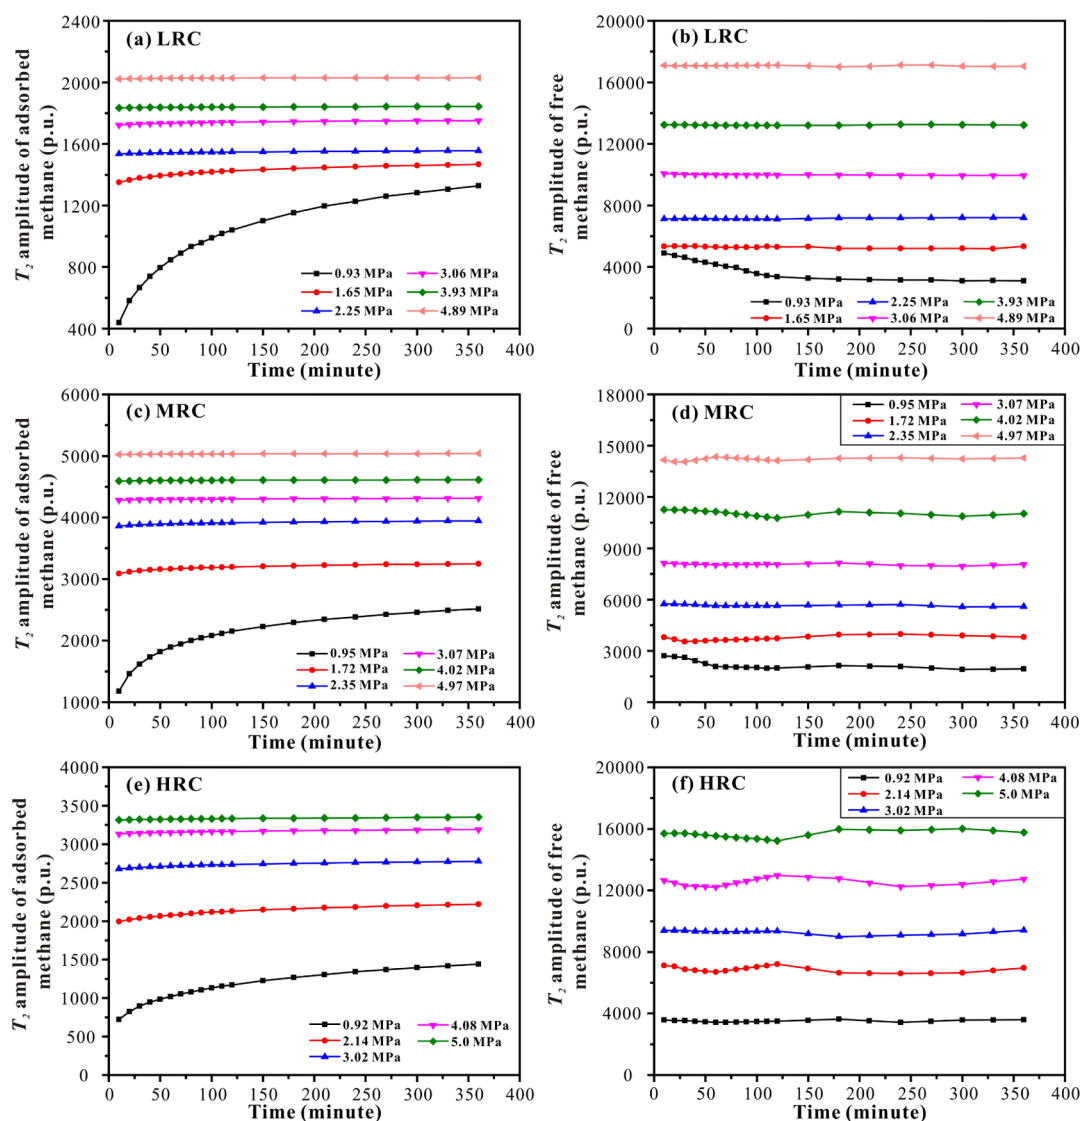 (a) LRC
T2 amplitude of adsorbed
methane (p.u.)
2400
2000
1600
1200
800
400
0.93 MPa 3.06 MPa
1.65 MPa 3.93 MPa
2.25 MPa 4.89 MPa
0 50 100 150 200 250 300 350 400
Time (minute)
(b) LRC
T2 amplitude of free
methane (p.u.)
20000
16000
12000
8000
4000
0
0.93 MPa 2.25 MPa 3.93 MPa
1.65 MPa 3.06 MPa 4.89 MPa
0 50 100 150 200 250 300 350 400
Time (minute)
(c) MRC
T2 amplitude of adsorbed
methane (p.u.)
6000
5000
4000
3000
2000
1000
0.95 MPa 3.07 MPa
1.72 MPa 4.02 MPa
2.35 MPa 4.97 MPa
0 50 100 150 200 250 300 350 400
Time (minute)
(d) MRC
T2 amplitude of free
methane (p.u.)
18000
15000
12000
9000
6000
3000
0
0.95 MPa 3.07 MPa
1.72 MPa 4.02 MPa
2.35 MPa 4.97 MPa
0 50 100 150 200 250 300 350 400
Time (minute)
(e) HRC
T2 amplitude of adsorbed
methane (p.u.)
4000
3500
3000
2500
2000
1500
1000
500
0
0.92 MPa 4.08 MPa
2.14 MPa 5.0 MPa
3.02 MPa
0 50 100 150 200 250 300 350 400
Time (minute)
(f) HRC
T2 amplitude of free
methane (p.u.)
20000
16000
12000
8000
4000
0
0.92 MPa 4.08 MPa
2.14 MPa 5.0 MPa
3.02 MPa
0 50 100 150 200 250 300 350 400
Time (minute)